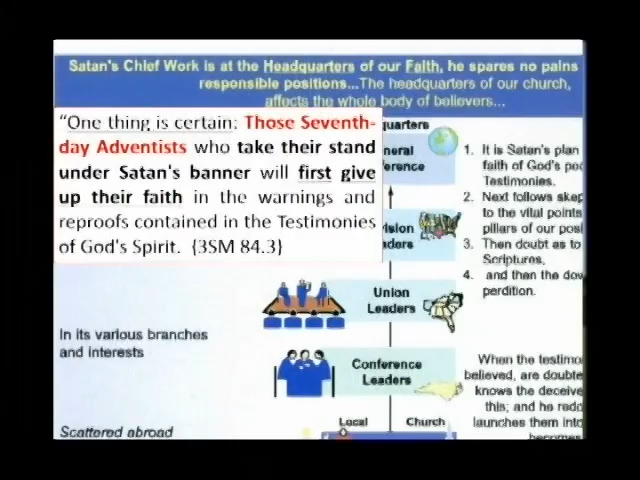 Satan's Chief Work is at the Headquarters of our Faith, he spares no pains
responsible positions...The headquarters of our church,
affects the whole body of believers...
"One thing is certain: Those Seventh-
day Adventists who take their stand
under Satan's banner will first give
up their faith in the warnings and
reproofs contained in the Testimonies
of God's Spirit. {3SM 84.3}
quarters
neral
ference
ision
ders
Union
Leaders
Conference
Leaders
Local Church
In its various branches
and interests
Scattered abroad
1. It is Satan's plan
faith of God's peo
Testimonies.
2. Next follows skep
to the vital points
pillars of our posi
3. Then doubt as to
Scriptures,
4. and then the dow
perdition.
When the testimo
believed, are doubte
knows the deceive
this; and he redo
launches them into